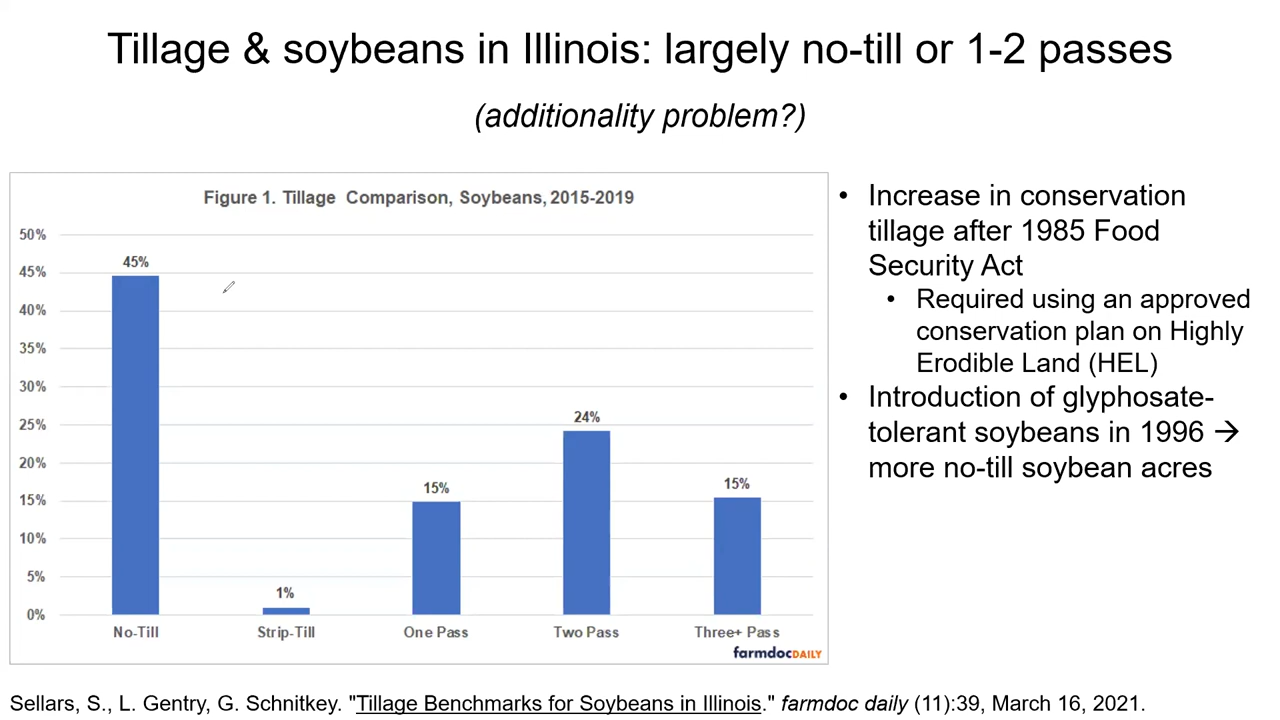 Tillage & soybeans in Illinois: largely no-till or 1-2 passes
(additionality problem?)
Figure 1. Tillage Comparison, Soybeans, 2015-2019
50%
45%
40%
35%
30%
25%
20%
15%
10%
5%
0%
45%
1%
15%
24%
15%
No-Till
Strip-Till
One Pass
Two Pass
Three+ Pass
farmdocDAILY
• Increase in conservation
tillage after 1985 Food
Security Act
• Required using an approved
conservation plan on Highly
Erodible Land (HEL)
• Introduction of glyphosate-
tolerant soybeans in 1996 →
more no-till soybean acres
Sellars, S., L. Gentry, G. Schnitkey. "Tillage Benchmarks for Soybeans in Illinois." farmdoc daily (11):39, March 16, 2021.